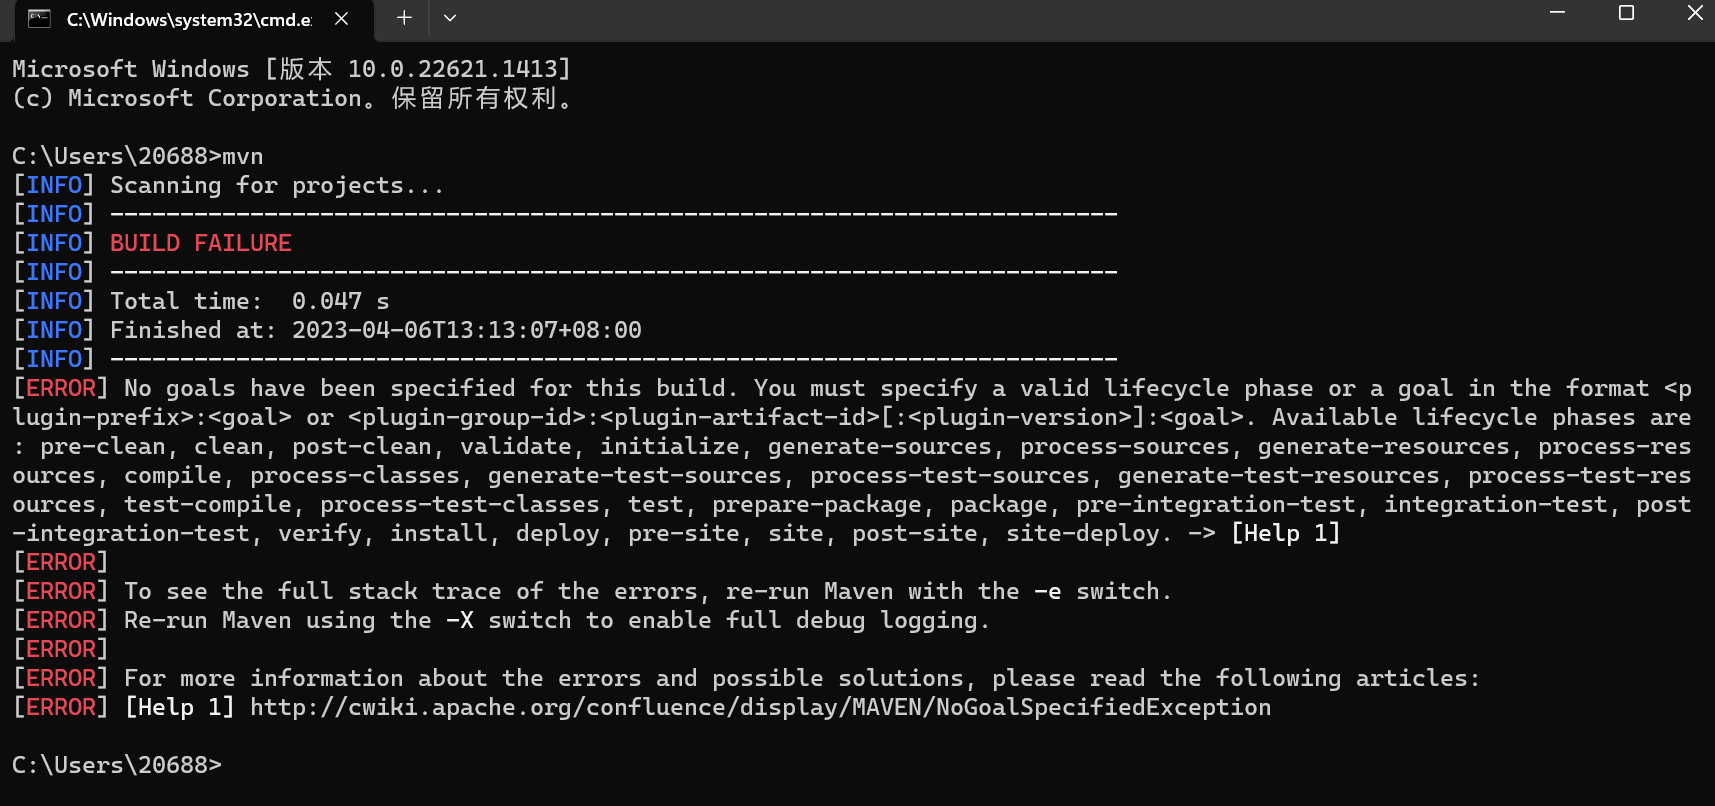 C:\Windows\system32\cmd.e
Microsoft Windows [版本 10.0.22621.1413]
(c) Microsoft Corporation。保留所有权利。
C:\Users\20688>mvn
[INFO] Scanning for projects...
[INFO] ------------------------------------------------------------------------
[INFO] BUILD FAILURE
[INFO] ------------------------------------------------------------------------
[INFO] Total time:  0.047 s
[INFO] Finished at: 2023-04-06T13:13:07+08:00
[INFO] ------------------------------------------------------------------------
[ERROR] No goals have been specified for this build. You must specify a valid lifecycle phase or a goal in the format <p
lugin-prefix>:<goal> or <plugin-group-id>:<plugin-artifact-id>[:<plugin-version>]:<goal>. Available lifecycle phases are
: pre-clean, clean, post-clean, validate, initialize, generate-sources, process-sources, generate-resources, process-res
ources, compile, process-classes, generate-test-sources, process-test-sources, generate-test-resources, process-test-res
ources, test-compile, process-test-classes, test, prepare-package, package, pre-integration-test, integration-test, post
-integration-test, verify, install, deploy, pre-site, site, post-site, site-deploy. -> [Help 1]
[ERROR]
[ERROR] To see the full stack trace of the errors, re-run Maven with the -e switch.
[ERROR] Re-run Maven using the -X switch to enable full debug logging.
[ERROR]
[ERROR] For more information about the errors and possible solutions, please read the following articles:
[ERROR] [Help 1] http://cwiki.apache.org/confluence/display/MAVEN/NoGoalSpecifiedException
C:\Users\20688>